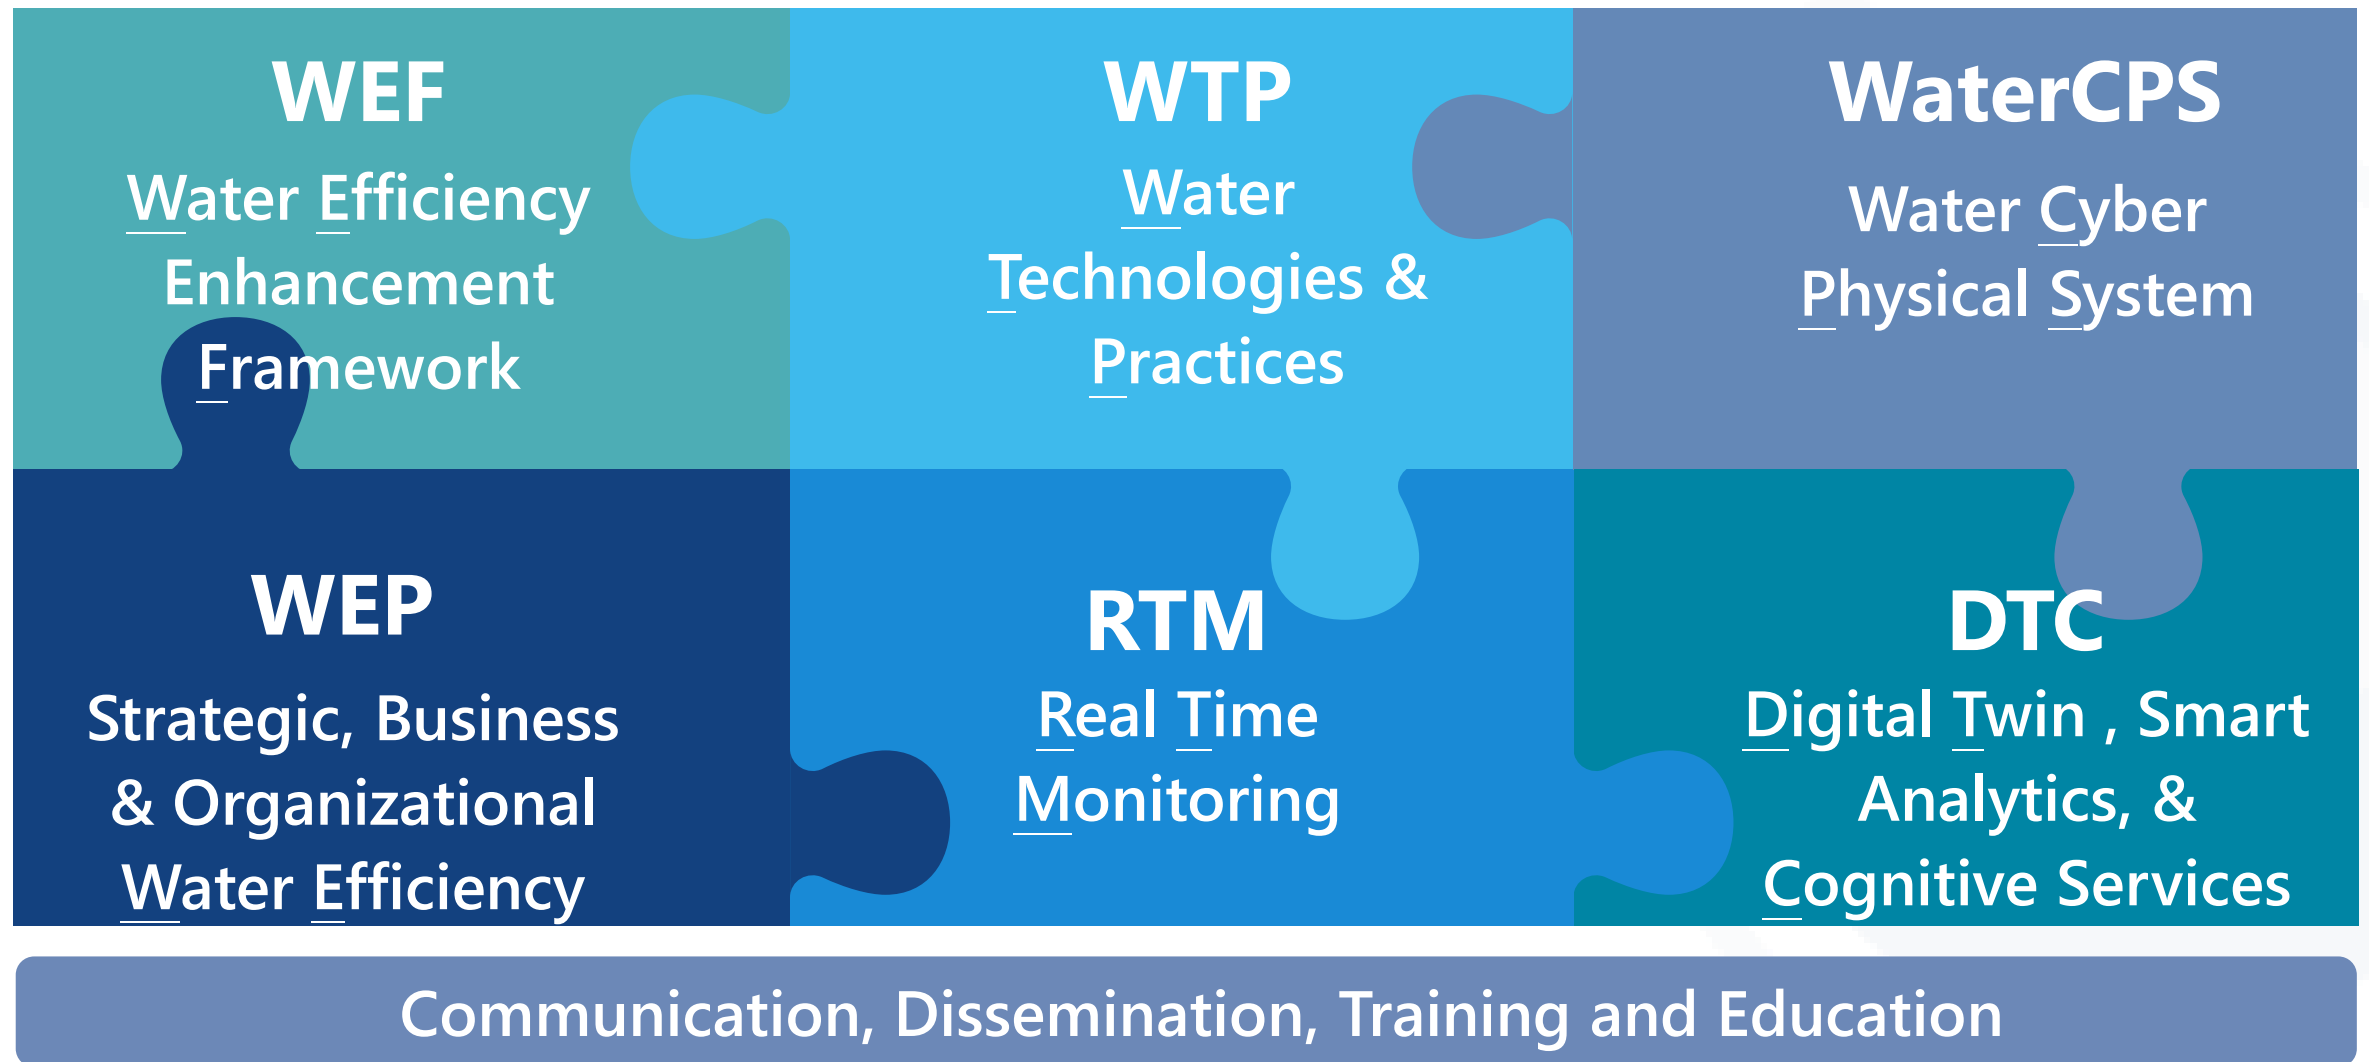 WEF
Water Efficiency
Enhancement
Framework
WTP
Water
Technologies &
Practices
WaterCPS
Water Cyber
Physical System
WEP
Strategic, Business
& Organizational
Water Efficiency
RTM
Real Time
Monitoring
DTC
Digital Twin , Smart
Analytics, &
Cognitive Services
Communication, Dissemination, Training and Education